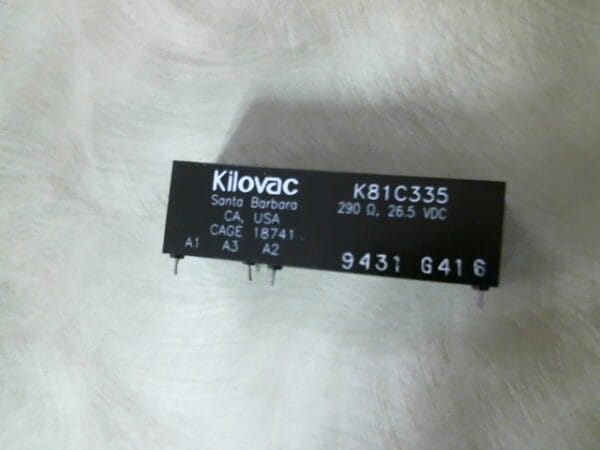 Kilovac
Santa Barbara
CA, USA
CAGE 18741
A1 A3 A2
K81C335
290 Ω, 26.5 VDC
9431 G416